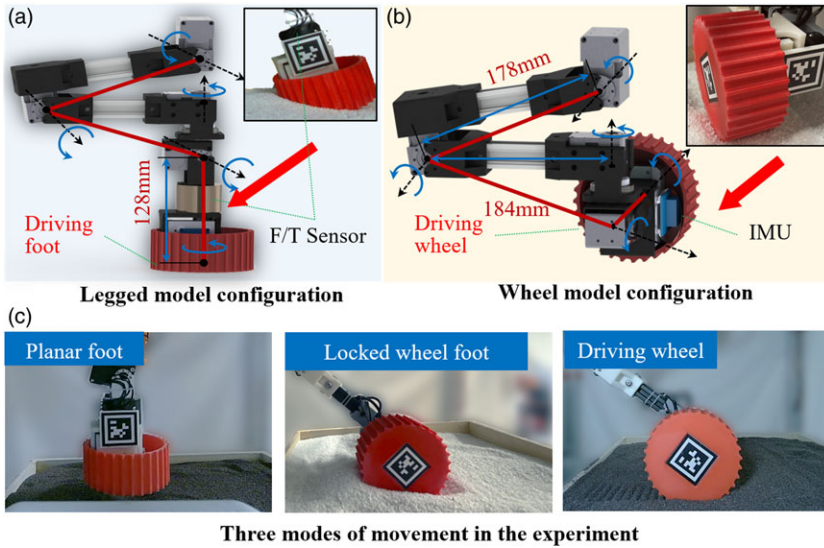 (a)
128mm
Driving
foot
F/T Sensor
Legged model configuration
(b)
178mm
184mm
Driving
wheel
IMU
Wheel model configuration
(c)
Planar foot
Locked wheel foot
Driving wheel
Three modes of movement in the experiment